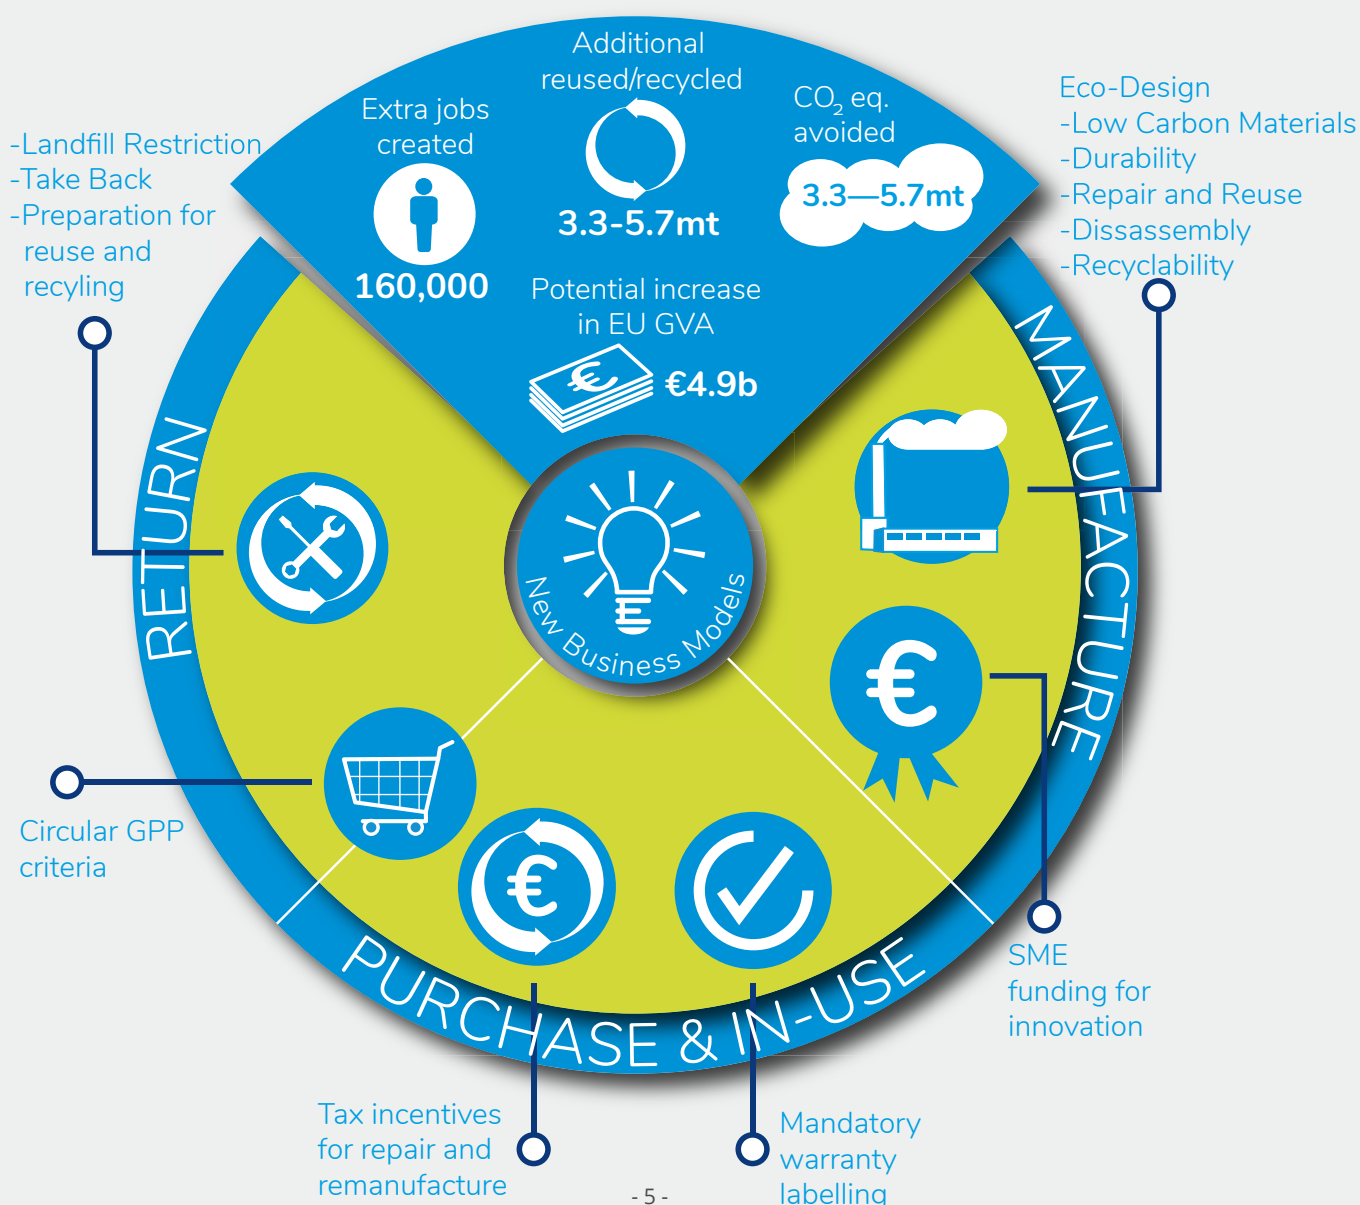 Additional
reused/recycled
3.3-5.7mt
Extra jobs
created
160,000
CO₂ eq.
avoided
3.3—5.7mt
Potential increase
in EU GVA
€
€4.9b
-Landfill Restriction
-Take Back
-Preparation for
reuse and
recyling
Eco-Design
-Low Carbon Materials
-Durability
-Repair and Reuse
-Dissassembly
-Recyclability
RETURN
MANUFACTURE
New Business Models
€
€
Circular GPP
criteria
SME
funding for
innovation
PURCHASE & IN-USE
Tax incentives
for repair and
remanufacture
Mandatory
warranty
labelling
- 5 -